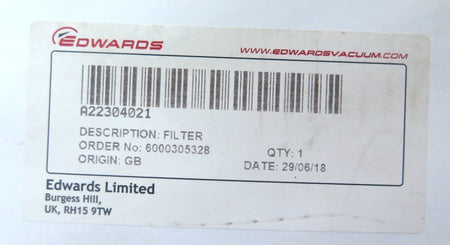 EDWARDS
WWW.EDWARDSVACUUM.COM
A22304021
DESCRIPTION: FILTER
ORDER No: 6000305328 QTY: 1
ORIGIN: GB DATE: 29/06/18
Edwards Limited
Burgess Hill,
UK, RH15 9TW